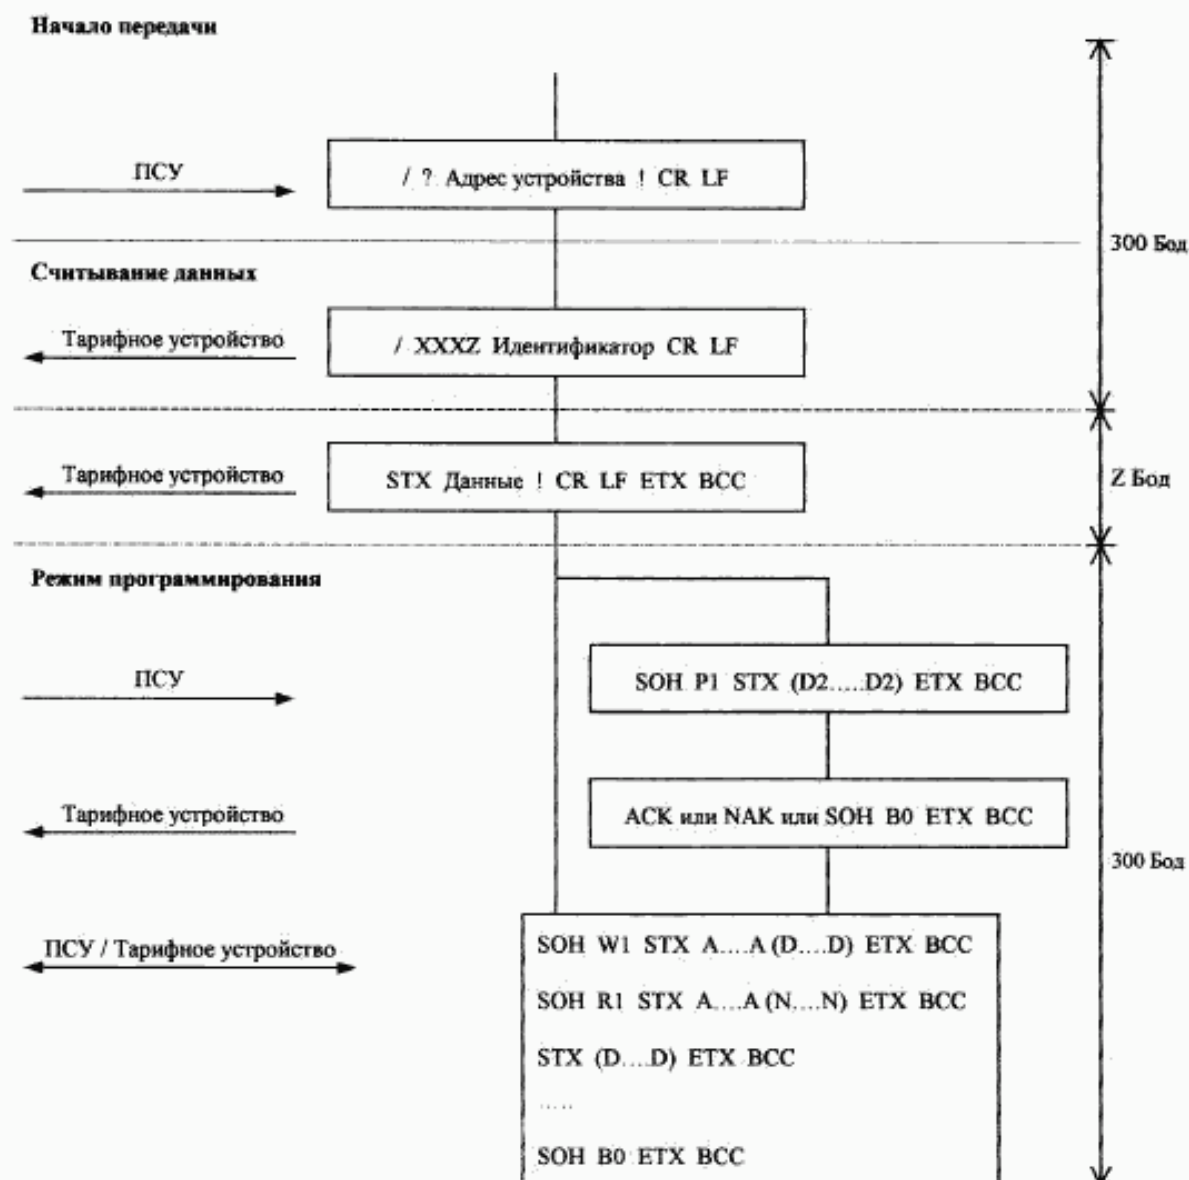 Начало передачи
ПСУ
/ ? Адрес устройства ! CR LF
300 Бод
Считывание данных
Тарифное устройство
/ XXXZ Идентификатор CR LF
Тарифное устройство
STX Данные ! CR LF ETX BCC
Z Бод
Режим программирования
ПСУ
SOH P1 STX (D2.....D2) ETX BCC
Тарифное устройство
ACK или NAK или SOH B0 ETX BCC
300 Бод
ПСУ / Тарифное устройство
SOH W1 STX A....A (D....D) ETX BCC
SOH R1 STX A....A (N....N) ETX BCC
STX (D....D) ETX BCC
.....
SOH B0 ETX BCC